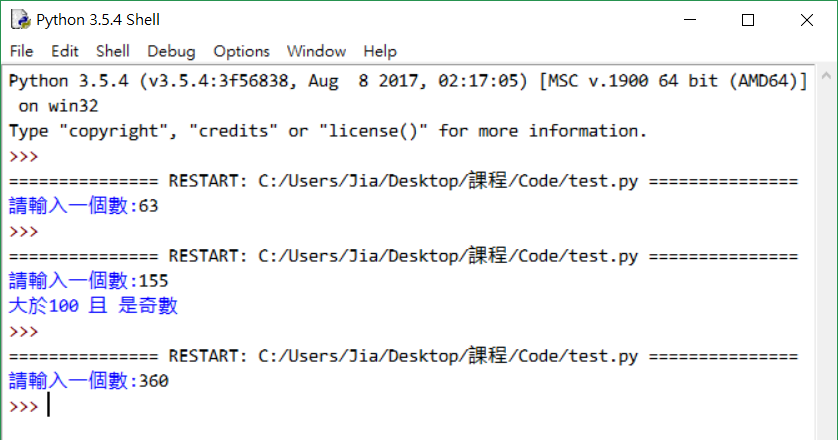 Python 3.5.4 Shell
File Edit Shell Debug Options Window Help
Python 3.5.4 (v3.5.4:3f56838, Aug  8 2017, 02:17:05) [MSC v.1900 64 bit (AMD64)]
 on win32
Type "copyright", "credits" or "license()" for more information.
>>>
=============== RESTART: C:/Users/Jia/Desktop/課程/Code/test.py ===============
請輸入一個數:63
>>>
=============== RESTART: C:/Users/Jia/Desktop/課程/Code/test.py ===============
請輸入一個數:155
大於100 且 是奇數
>>>
=============== RESTART: C:/Users/Jia/Desktop/課程/Code/test.py ===============
請輸入一個數:360
>>>